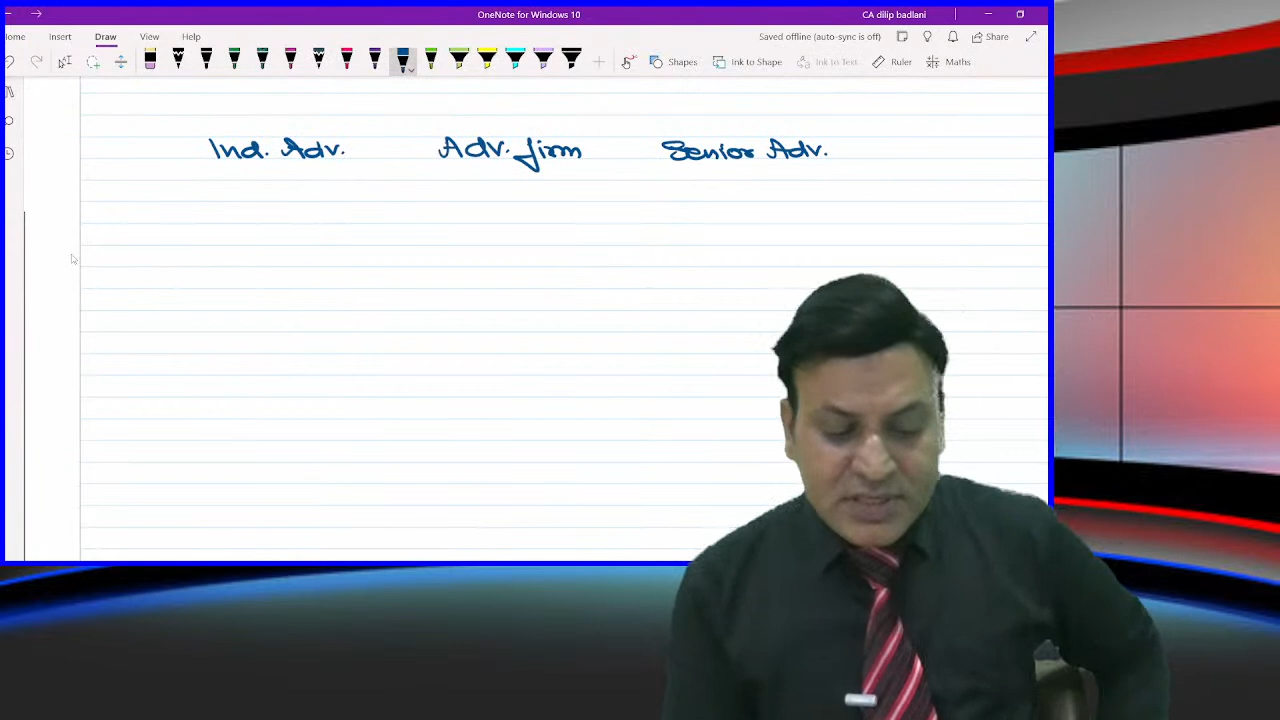 OneNote for Windows 10
CA dilip badlani
Insert Draw View Help
Saved offline (auto-sync is off) Share
Shapes Ink to Shape Ink to Text Ruler Maths
Ind. Adv. Adv. firm Senior Adv.